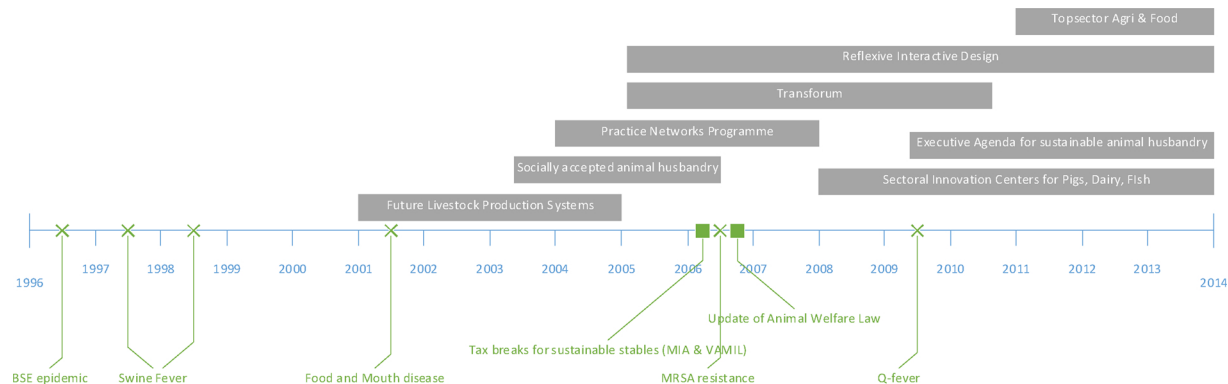 Topsector Agri & Food
Reflexive Interactive Design
Transforum
Practice Networks Programme
Executive Agenda for sustainable animal husbandry
Socially accepted animal husbandry
Sectoral Innovation Centers for Pigs, Dairy, FIsh
Future Livestock Production Systems
1996
1997
1998
1999
2000
2001
2002
2003
2004
2005
2006
2007
2008
2009
2010
2011
2012
2013
2014
Update of Animal Welfare Law
Tax breaks for sustainable stables (MIA & VAMIL)
BSE epidemic
Swine Fever
Food and Mouth disease
MRSA resistance
Q-fever